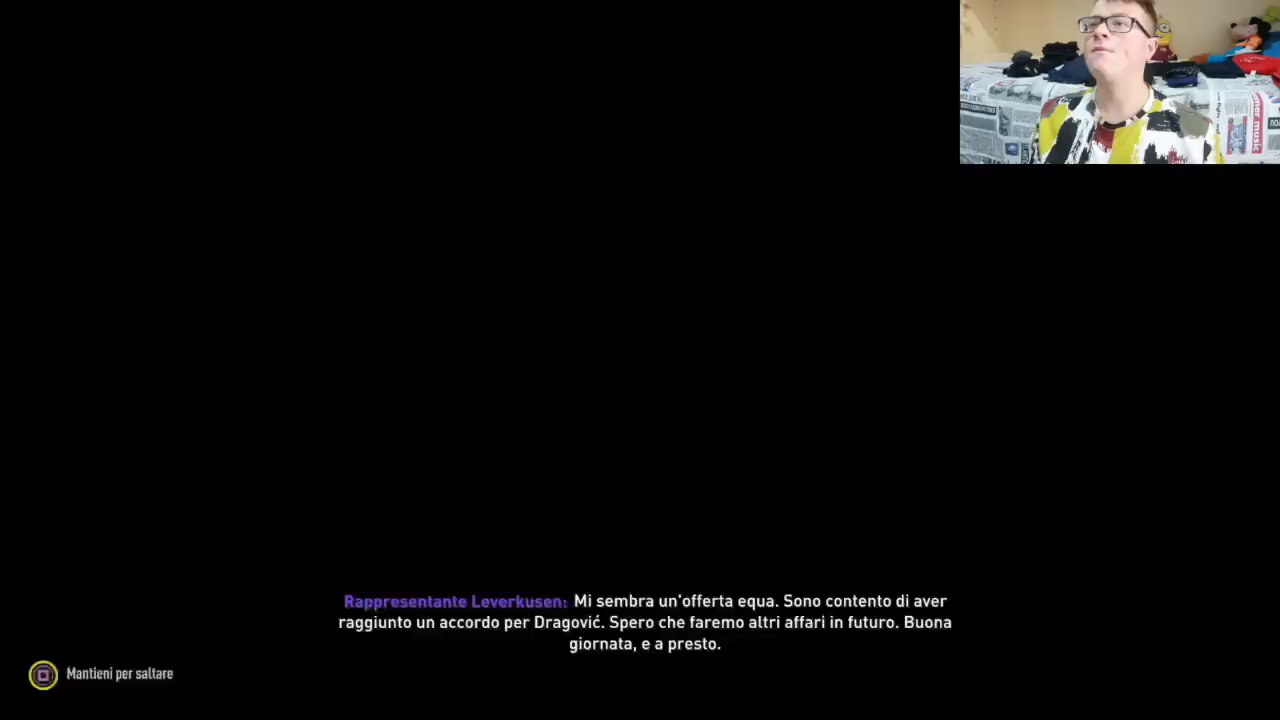 Rappresentante Leverkusen: Mi sembra un'offerta equa. Sono contento di aver
raggiunto un accordo per Dragović. Spero che faremo altri affari in futuro. Buona
giornata, e a presto.
Mantieni per saltare